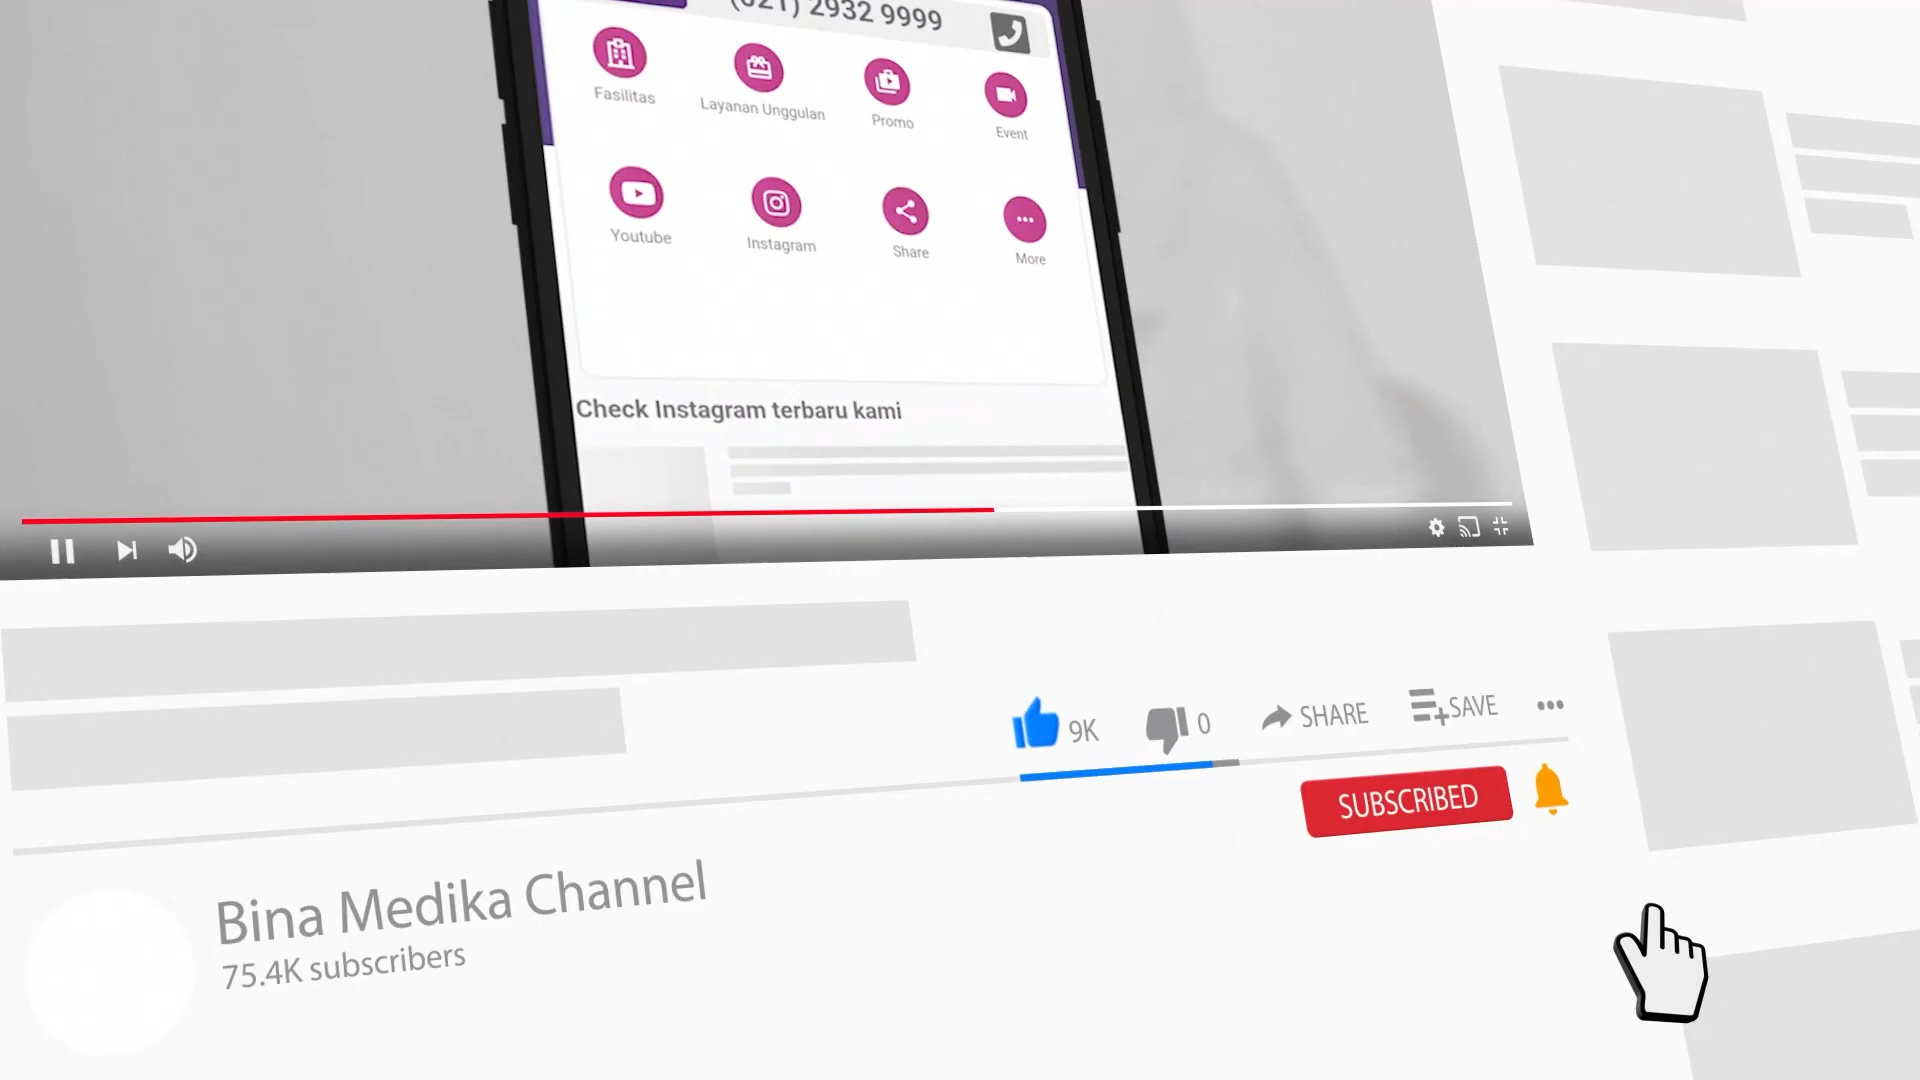 (021) 2932 9999
Fasilitas
Layanan Unggulan
Promo
Event
Youtube
Instagram
Share
More
Check Instagram terbaru kami
9K
0
SHARE
SAVE
SUBSCRIBED
Bina Medika Channel
75.4K subscribers